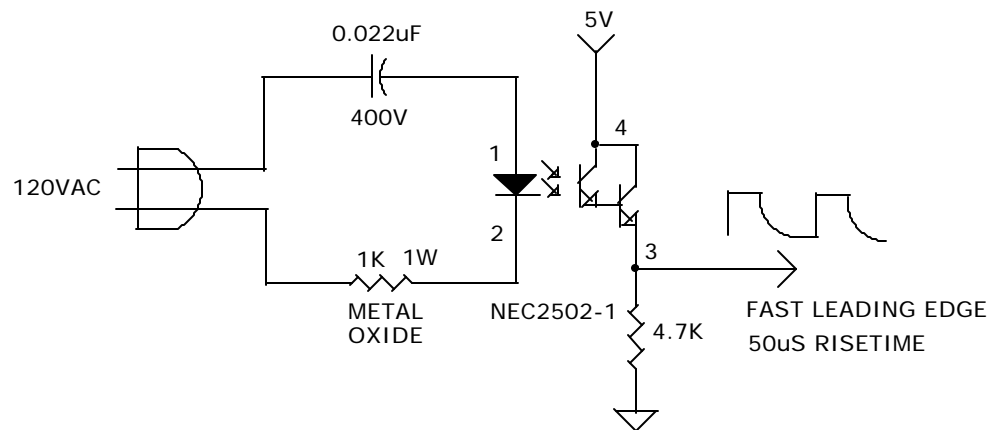 5V
0.022uF
400V
4
1
120VAC
2
3
1K 1W
METAL
OXIDE
NEC2502-1
4.7K
FAST LEADING EDGE
50uS RISETIME